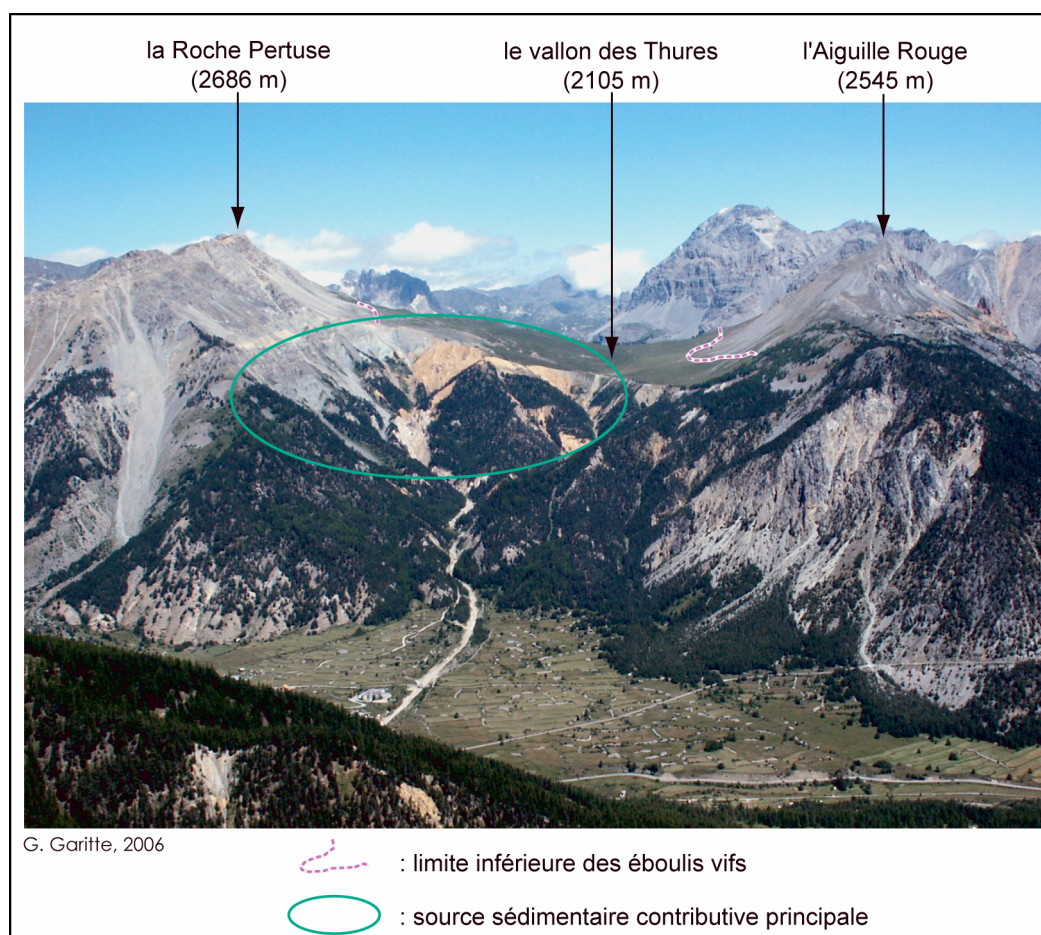 la Roche Pertuse
(2686 m)
le vallon des Thures
(2105 m)
l'Aiguille Rouge
(2545 m)
G. Garitte, 2006
: limite inférieure des éboulis vifs
: source sédimentaire contributive principale